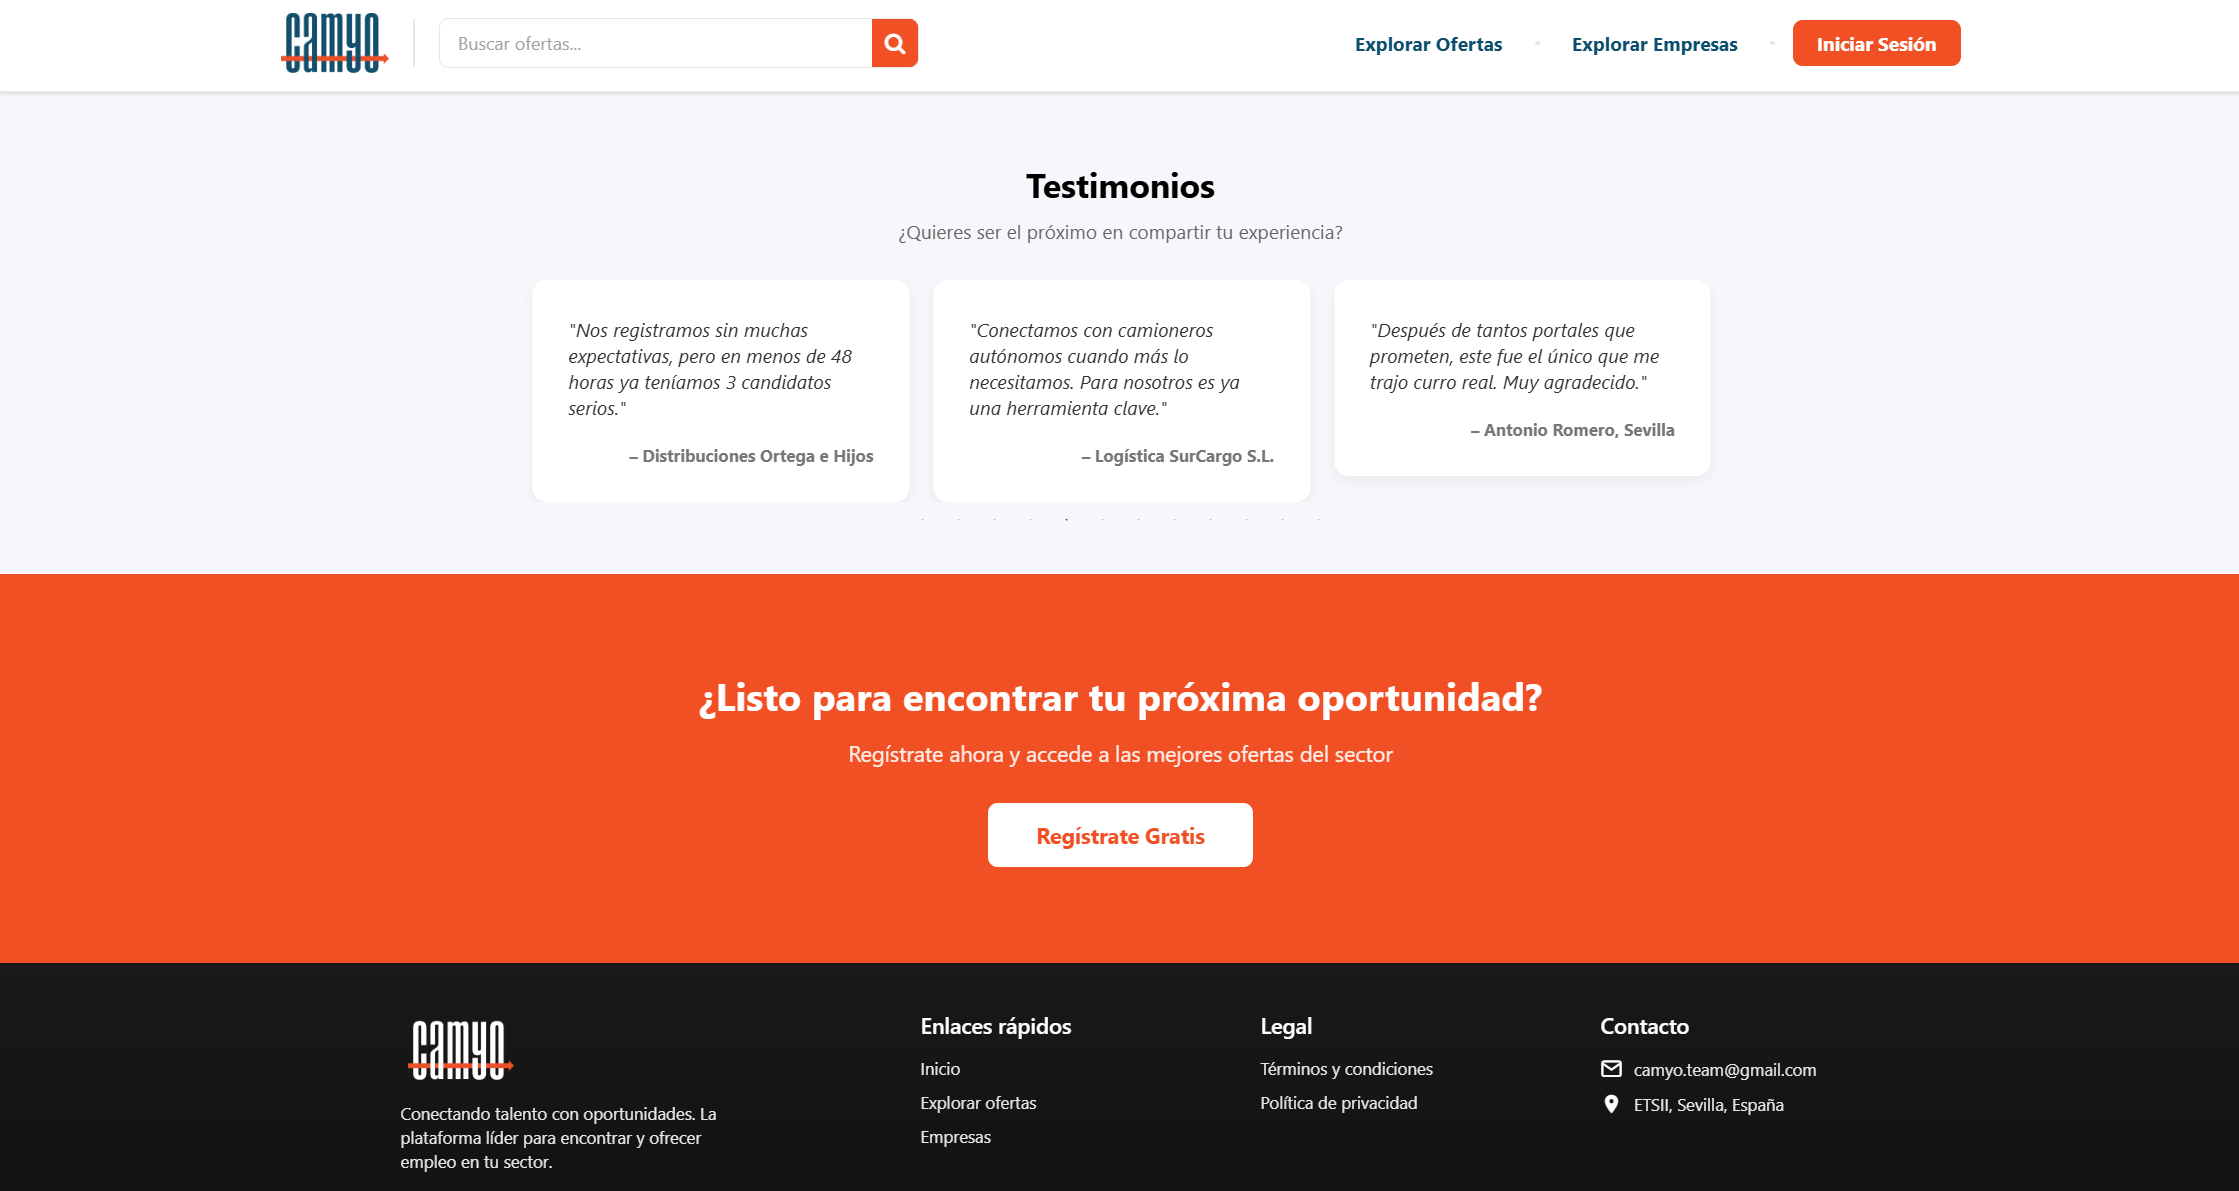 camyo
Buscar ofertas...
Explorar Ofertas
Explorar Empresas
Iniciar Sesión
Testimonios
¿Quieres ser el próximo en compartir tu experiencia?
"Nos registramos sin muchas
expectativas, pero en menos de 48
horas ya teníamos 3 candidatos
serios."
– Distribuciones Ortega e Hijos
"Conectamos con camioneros
autónomos cuando más lo
necesitamos. Para nosotros es ya
una herramienta clave."
– Logística SurCargo S.L.
"Después de tantos portales que
prometen, este fue el único que me
trajo curro real. Muy agradecido."
– Antonio Romero, Sevilla
¿Listo para encontrar tu próxima oportunidad?
Regístrate ahora y accede a las mejores ofertas del sector
Regístrate Gratis
camyo
Conectando talento con oportunidades. La
plataforma líder para encontrar y ofrecer
empleo en tu sector.
Enlaces rápidos
Inicio
Explorar ofertas
Empresas
Legal
Términos y condiciones
Política de privacidad
Contacto
camyo.team@gmail.com
ETSII, Sevilla, España